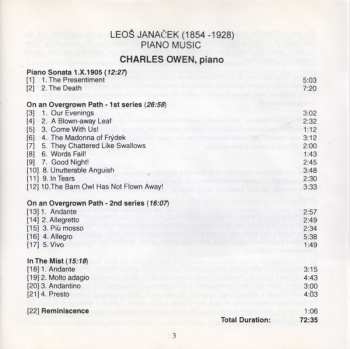 LEOŠ JANAČEK (1854 -1928)
PIANO MUSIC
CHARLES OWEN, piano
Piano Sonata 1.X.1905 (12:27)
[1] 1. The Presentiment 5:03
[2] 2. The Death 7:20
On an Overgrown Path - 1st series (26:58)
[3] 1. Our Evenings 3:02
[4] 2. A Blown-away Leaf 2:32
[5] 3. Come With Us! 1:12
[6] 4. The Madonna of Frýdek 3:10
[7] 5. They Chattered Like Swallows 2:00
[8] 6. Words Fail! 1:43
[9] 7. Good Night! 2:45
[10] 8. Unutterable Anguish 3:48
[11] 9. In Tears 2:30
[12] 10.The Barn Owl Has Not Flown Away! 3:33
On an Overgrown Path - 2nd series (16:07)
[13] 1. Andante 2:57
[14] 2. Allegretto 2:49
[15] 3. Più mosso 2:34
[16] 4. Allegro 5:38
[17] 5. Vivo 1:49
In The Mist (15:18)
[18] 1. Andante 3:15
[19] 2. Molto adagio 4:43
[20] 3. Andantino 3:00
[21] 4. Presto 4:03
[22] Reminiscence 1:06
Total Duration: 72:35
3